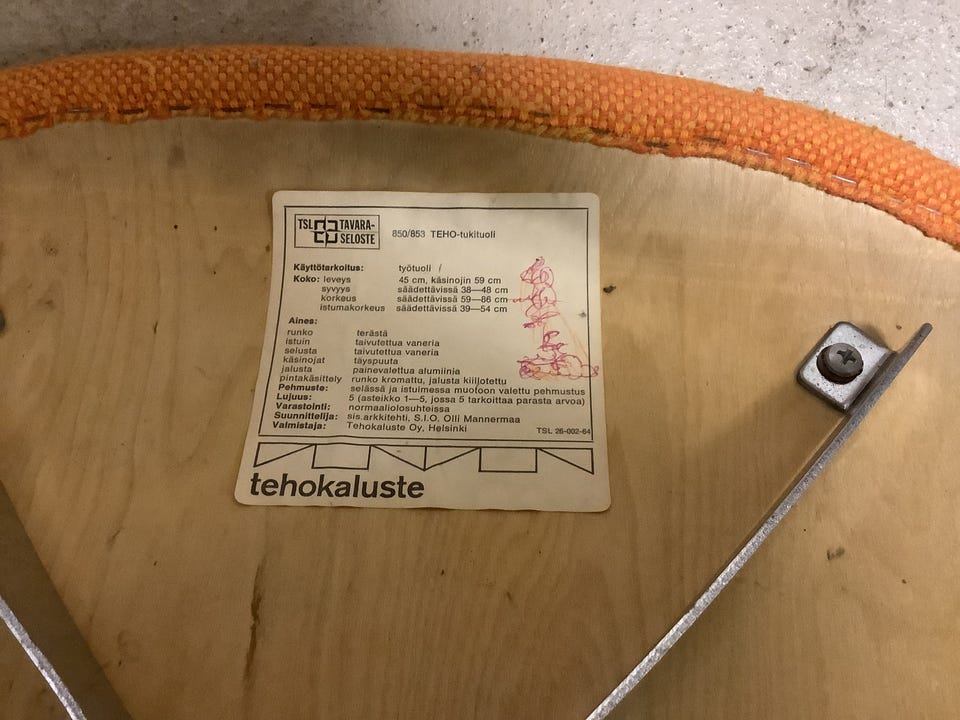 TSL TAVARA-
SELOSTE
850/853 TEHO-tukituoli
Käyttötarkoitus: työtuoli /
Koko: leveys 45 cm, käsinojin 59 cm
syvyys säädettävissä 38—48 cm
korkeus säädettävissä 59—86 cm
istumakorkeus säädettävissä 39—54 cm
Aines:
runko terästä
istuin taivutettua vaneria
selusta taivutettua vaneria
käsinojat täyspuuta
jalusta painevalettua alumiinia
pintakäsittely runko kromattu, jalusta kiillotettu
Pehmuste: selässä ja istuimessa muotoon valettu pehmustus
Lujuus: 5 (asteikko 1—5, jossa 5 tarkoittaa parasta arvoa)
Varastointi: normaaliolosuhteissa
Suunnittelija: sis.arkkitehti, S.I.O. Olli Mannermaa
Valmistaja: Tehokaluste Oy, Helsinki
TSL 26-002-64
tehokaluste